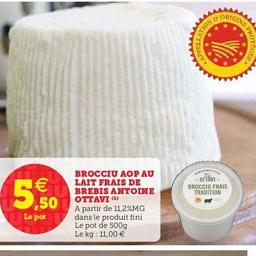 APPELLATION D'ORIGINE PROTÉGÉE
5€,50
Le pot
BROCCIU AOP AU
LAIT FRAIS DE
BREBIS ANTOINE
OTTAVI (1)
A partir de 11,2%MG
dans le produit fini
Le pot de 500g
Le kg : 11,00 €
OTTAVI
BROCCIU FRAIS
TRADITION